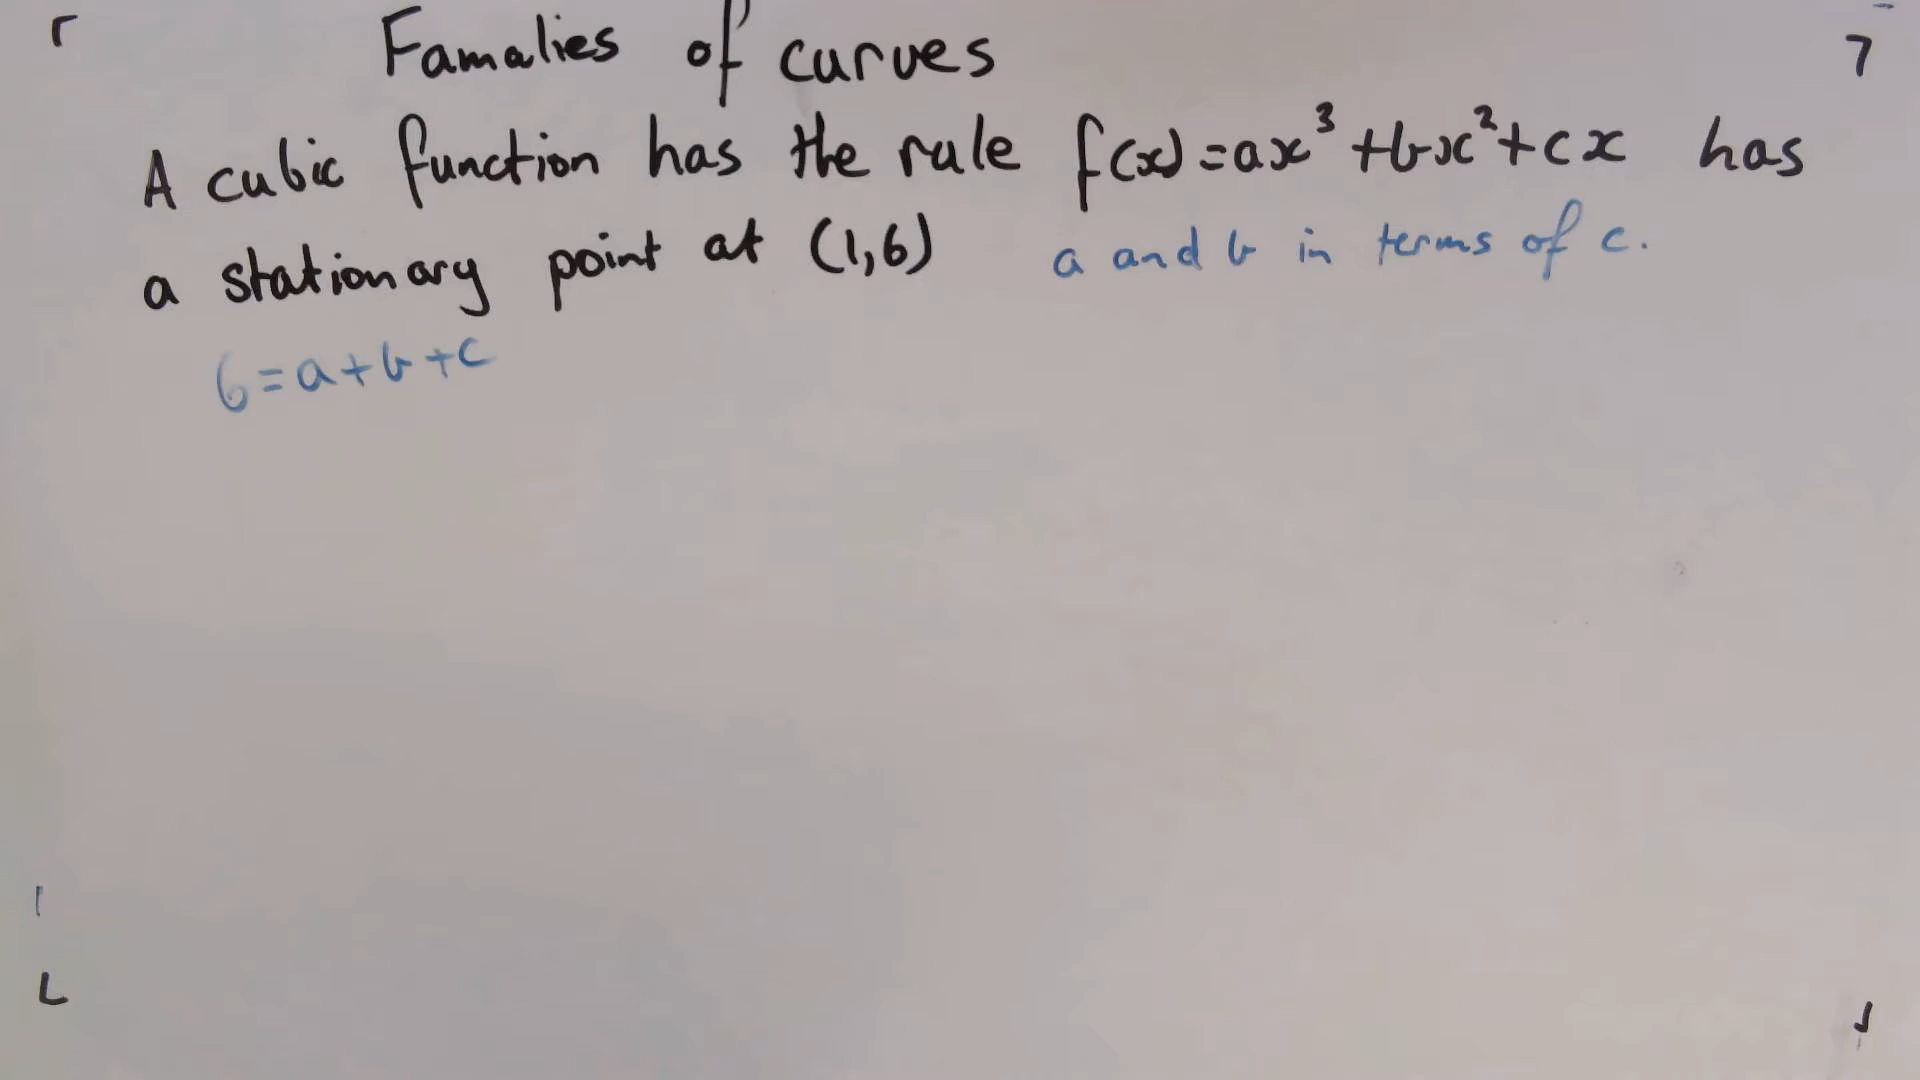 Famalies of curves
A cubic function has the rule f(x)=ax³+bx²+cx has
a stationary point at (1,6) a and b in terms of c.
6=a+b+c